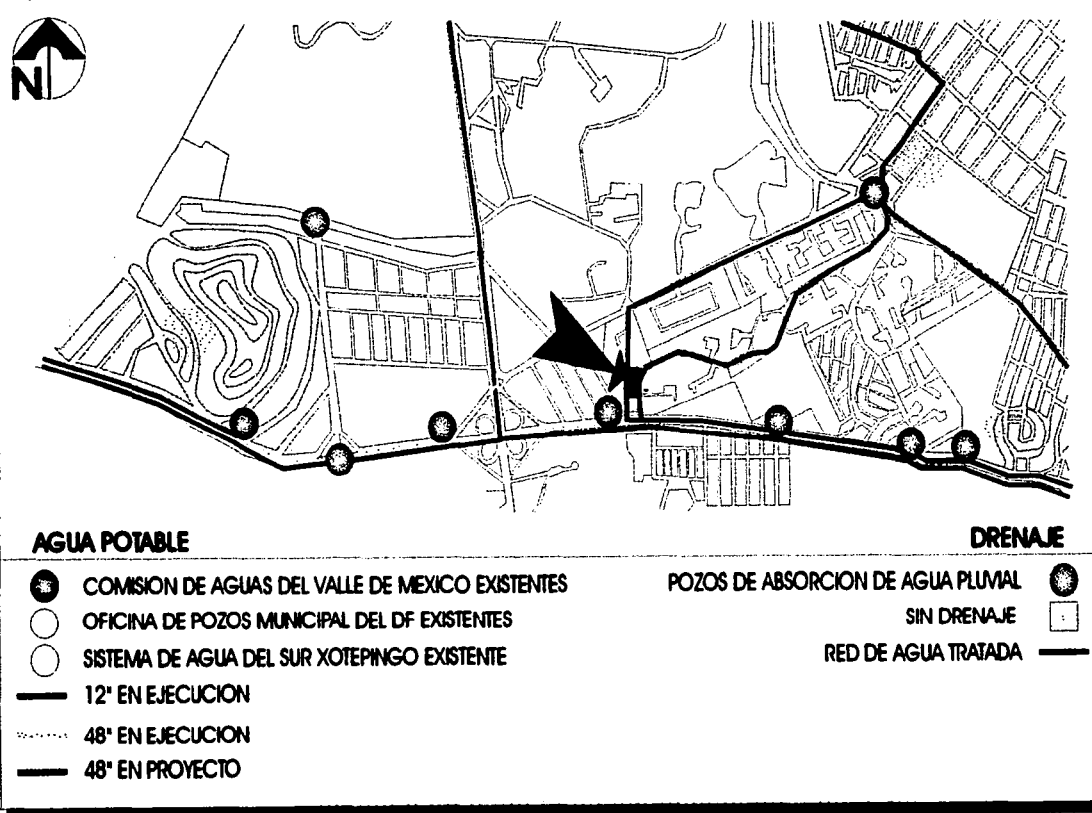 N
AGUA POTABLE
COMISION DE AGUAS DEL VALLE DE MEXICO EXISTENTES
OFICINA DE POZOS MUNICIPAL DEL DF EXISTENTES
SISTEMA DE AGUA DEL SUR XOTEPINGO EXISTENTE
12" EN EJECUCION
48" EN EJECUCION
48" EN PROYECTO
DRENAJE
POZOS DE ABSORCION DE AGUA PLUVIAL
SIN DRENAJE
RED DE AGUA TRATADA